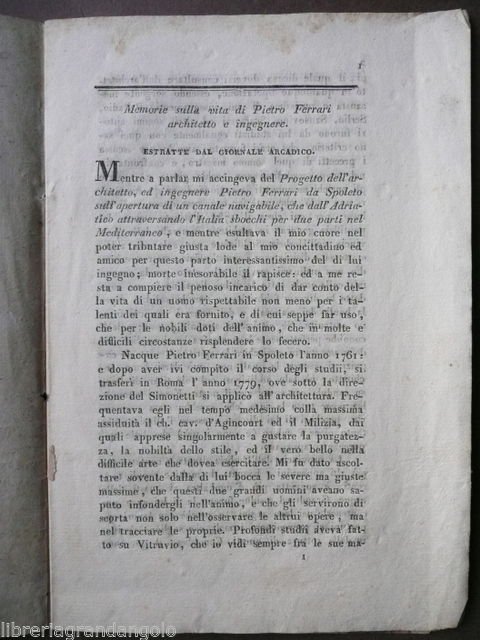 1
Memorie sulla vita di Pietro Ferrari
architetto e ingegnere.
ESTRATTE DAL GIORNALE ARCADICO.
Mentre a parlar mi accingeva del Progetto dell'ar-
chitetto, ed ingegnere Pietro Ferrari da Spoleto
sull'apertura di un canale navigabile, che dall'Adria-
tico attraversando l'Italia sbocchi per due parti nel
Mediterraneo, e mentre esultava il mio cuore nel
poter tributare giusta lode al mio concittadino ed
amico per questo parto interessantissimo del di lui
ingegno; morte inesorabile il rapisce: ed a me re-
sta a compiere il penoso incarico di dar conto del-
la vita di un uomo rispettabile non meno per i ta-
lenti dei quali era fornito, e di cui seppe far uso,
che per le nobili doti dell'animo, che in molte e
difficili circostanze risplendere lo fecero.
Nacque Pietro Ferrari in Spoleto l'anno 1761:
e dopo aver ivi compito il corso degli studii, si
trasferì in Roma l'anno 1779, ove sotto la dire-
zione del Simonetti si applicò all'architettura. Fre-
quentava egli nel tempo medesimo colla massima
assiduità il ch. cav. d'Agincourt ed il Milizia, dai
quali apprese singolarmente a gustare la purgatez-
za, la nobiltà dello stile, ed il vero bello nella
difficile arte che dovea esercitare. Mi fu dato ascol-
tare sovente dalla di lui bocca le severe ma giuste
massime, che questi due grandi uomini aveano sa-
puto infondergli nell'animo, e che gli servirono di
scorta non solo nell'osservare le altrui opere, ma
nel tracciare le proprie. Profondi studii aveva fat-
to su Vitruvio, che io vidi sempre fra le sue ma-
1
libreriagrandangolo